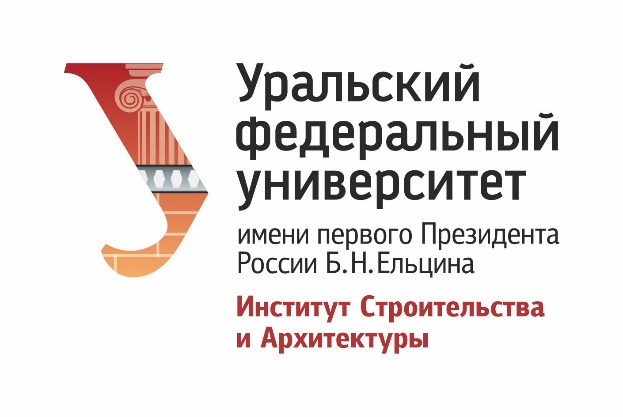 Уральский
федеральный
университет
имени первого Президента
России Б.Н.Ельцина
Институт Строительства
и Архитектуры